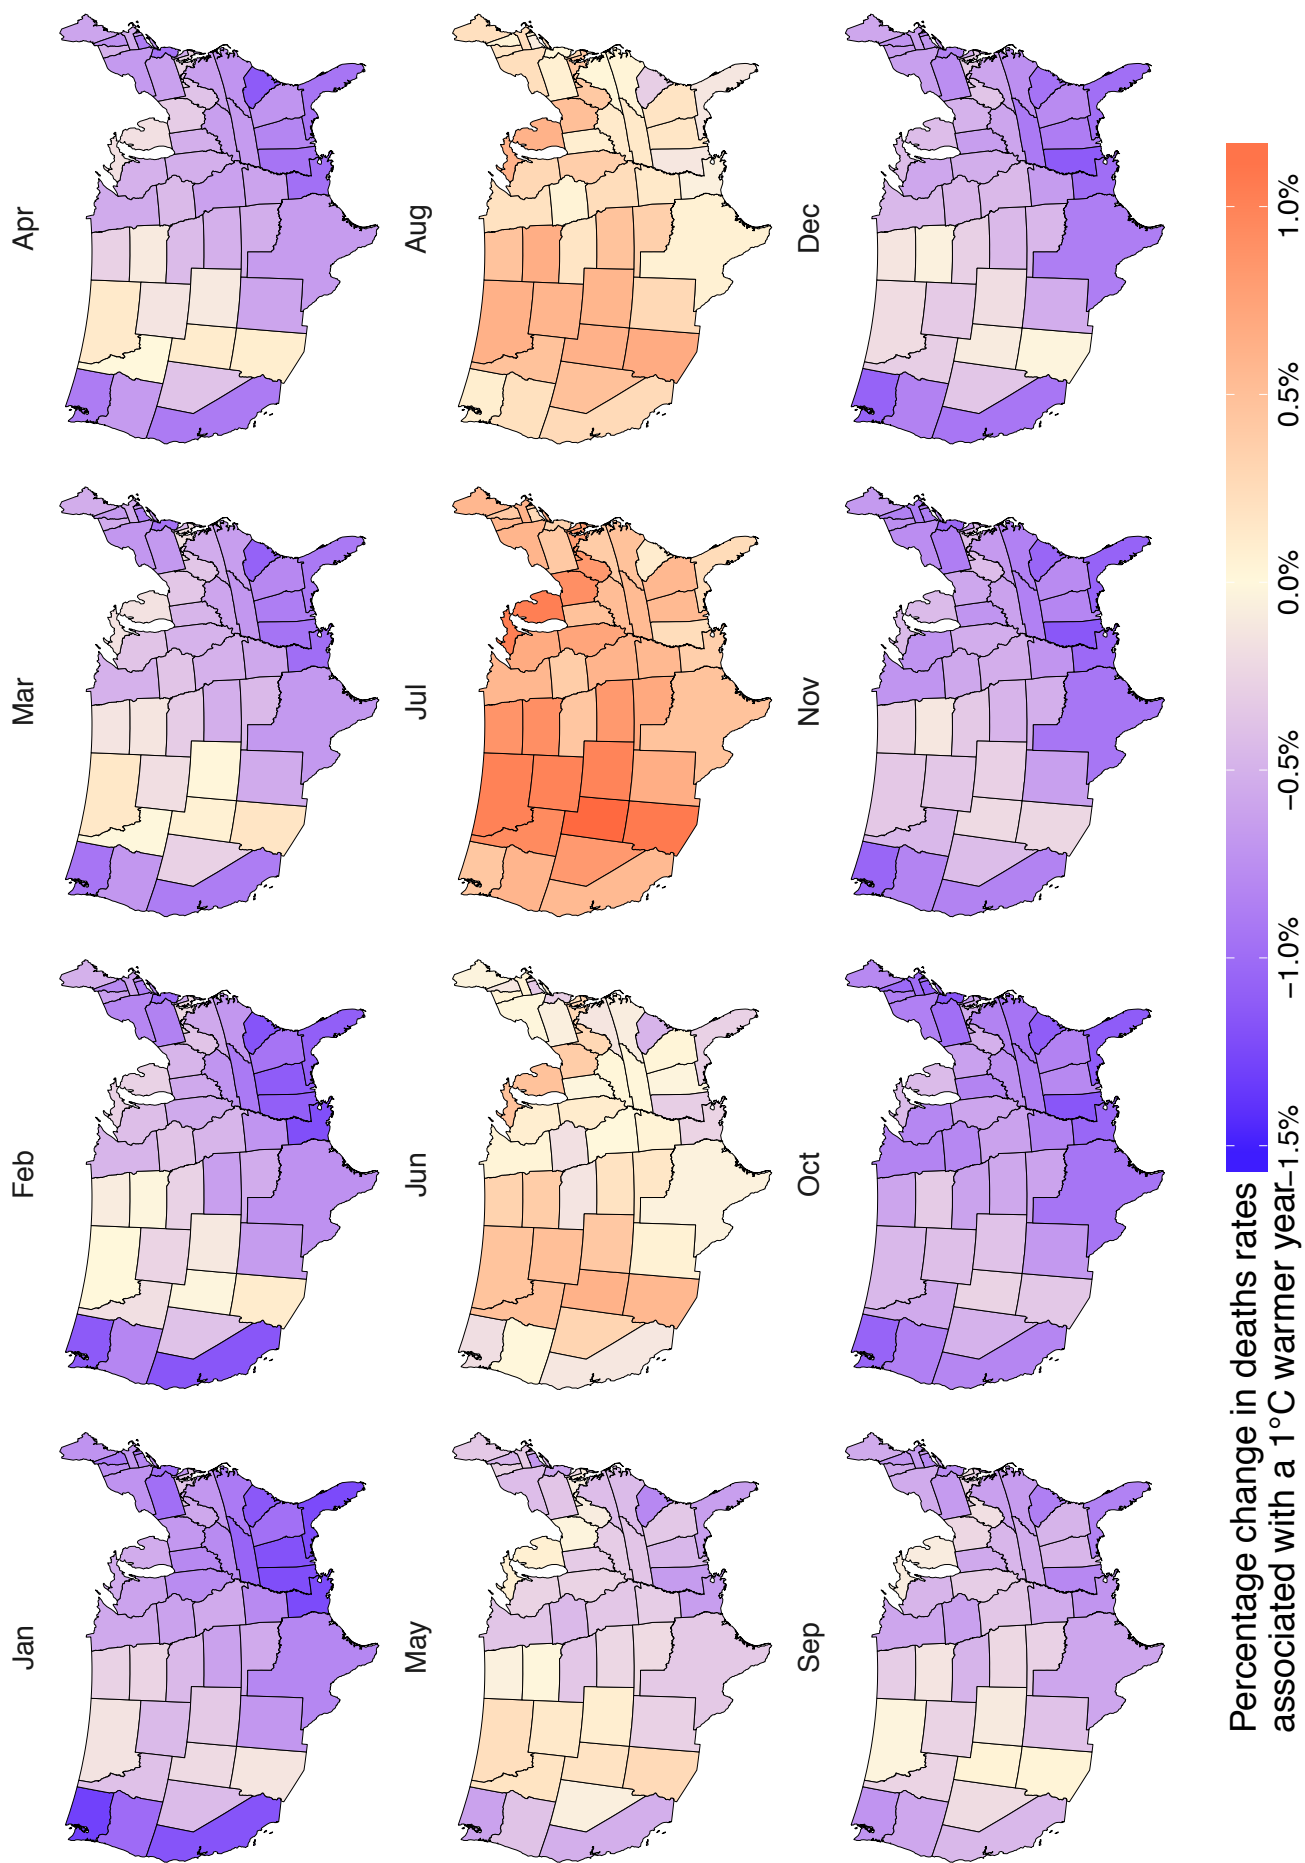 Jan
Feb
Mar
Apr
May
Jun
Jul
Aug
Sep
Oct
Nov
Dec
Percentage change in deaths rates
associated with a 1°C warmer year
−1.5%
−1.0%
−0.5%
0.0%
0.5%
1.0%